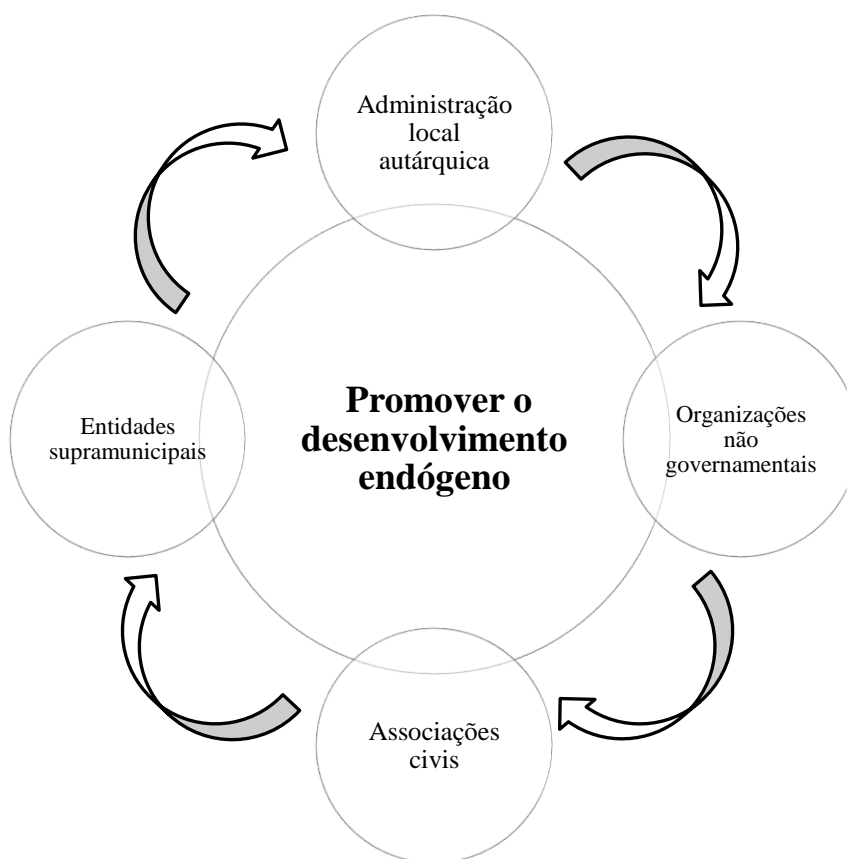 Administração
local
autárquica
Entidades
supramunicipais
Promover o
desenvolvimento
endógeno
Organizações
não
governamentais
Associações
civis